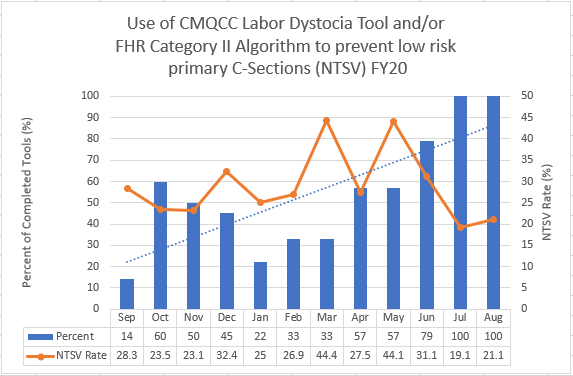 Use of CMQCC Labor Dystocia Tool and/or
FHR Category II Algorithm to prevent low risk
primary C-Sections (NTSV) FY20
Percent of Completed Tools (%)
100
90
80
70
60
50
40
30
20
10
0
50
45
40
35
30
25
20
15
10
5
0
NTSV Rate (%)
Sep Oct Nov Dec Jan Feb Mar Apr May Jun Jul Aug
Percent 14 60 50 45 22 33 33 57 57 79 100 100
NTSV Rate 28.3 23.5 23.1 32.4 25 26.9 44.4 27.5 44.1 31.1 19.1 21.1